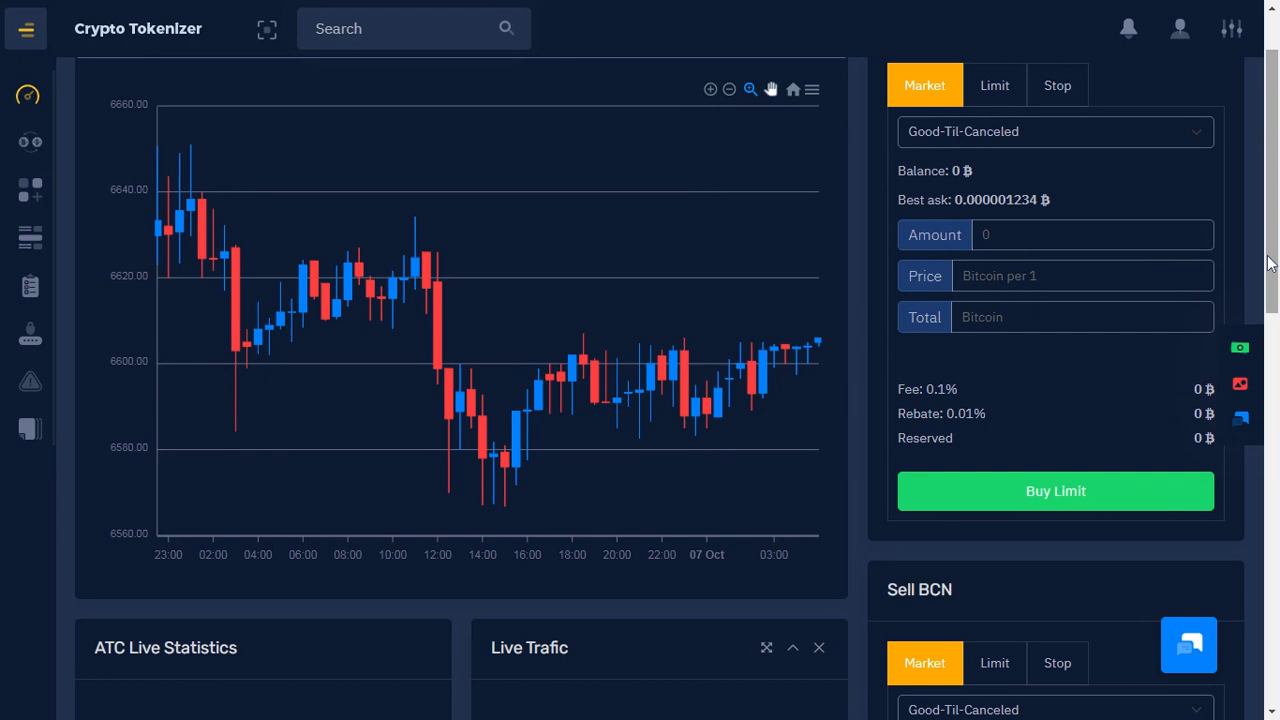 Crypto Tokenizer
Search
Market Limit Stop
Good-Til-Canceled
Balance: 0 ₿
Best ask: 0.000001234 ₿
Amount 0
Price Bitcoin per 1
Total Bitcoin
Fee: 0.1% 0 ₿
Rebate: 0.01% 0 ₿
Reserved 0 ₿
Buy Limit
6660.00
6640.00
6620.00
6600.00
6580.00
6560.00
23:00 02:00 04:00 06:00 08:00 10:00 12:00 14:00 16:00 18:00 20:00 22:00 07 Oct 03:00
ATC Live Statistics
Live Trafic
Sell BCN
Market Limit Stop
Good-Til-Canceled